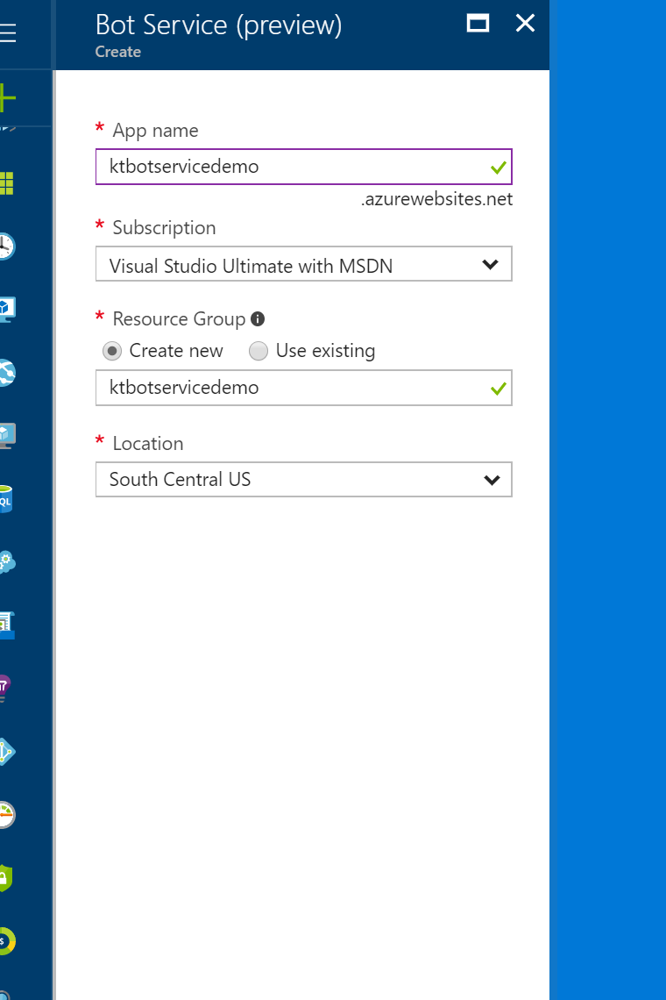 Bot Service (preview)
Create
* App name
ktbotservicedemo
.azurewebsites.net
* Subscription
Visual Studio Ultimate with MSDN
* Resource Group
Create new Use existing
ktbotservicedemo
* Location
South Central US
QL
$